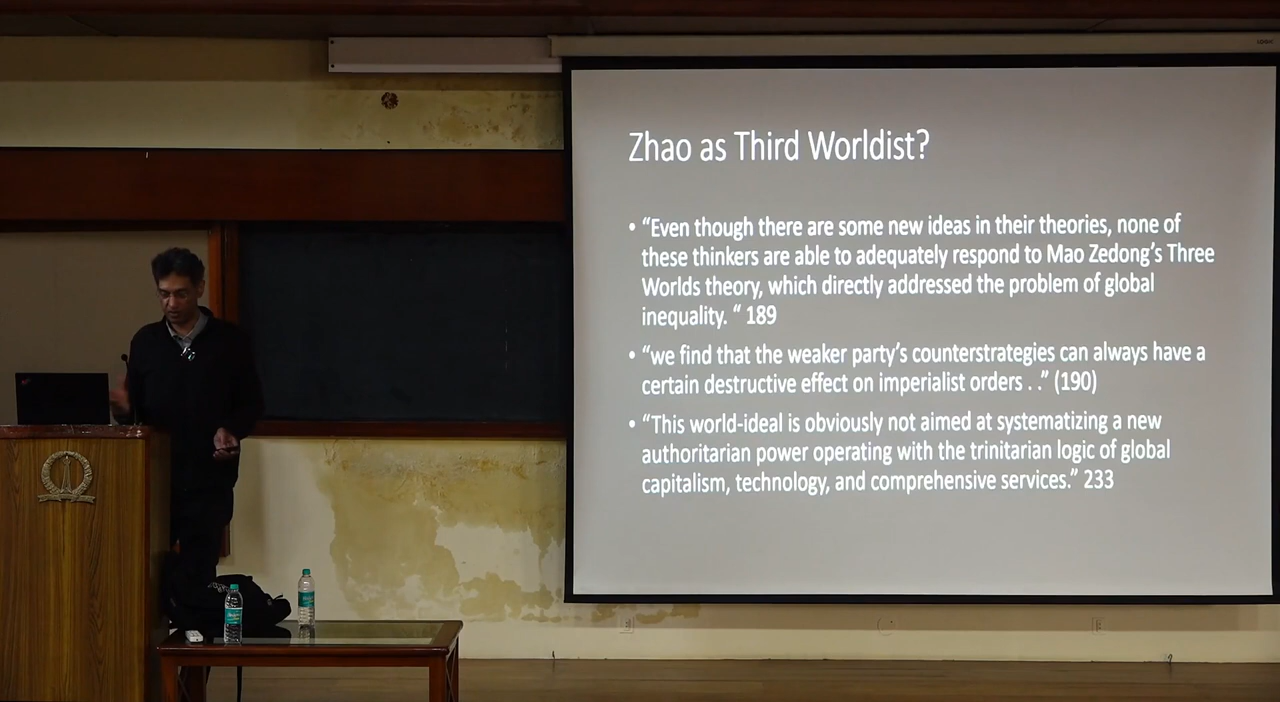 Zhao as Third Worldist?
• “Even though there are some new ideas in their theories, none of
these thinkers are able to adequately respond to Mao Zedong’s Three
Worlds theory, which directly addressed the problem of global
inequality. “ 189
• “we find that the weaker party’s counterstrategies can always have a
certain destructive effect on imperialist orders . .” (190)
• “This world-ideal is obviously not aimed at systematizing a new
authoritarian power operating with the trinitarian logic of global
capitalism, technology, and comprehensive services.” 233